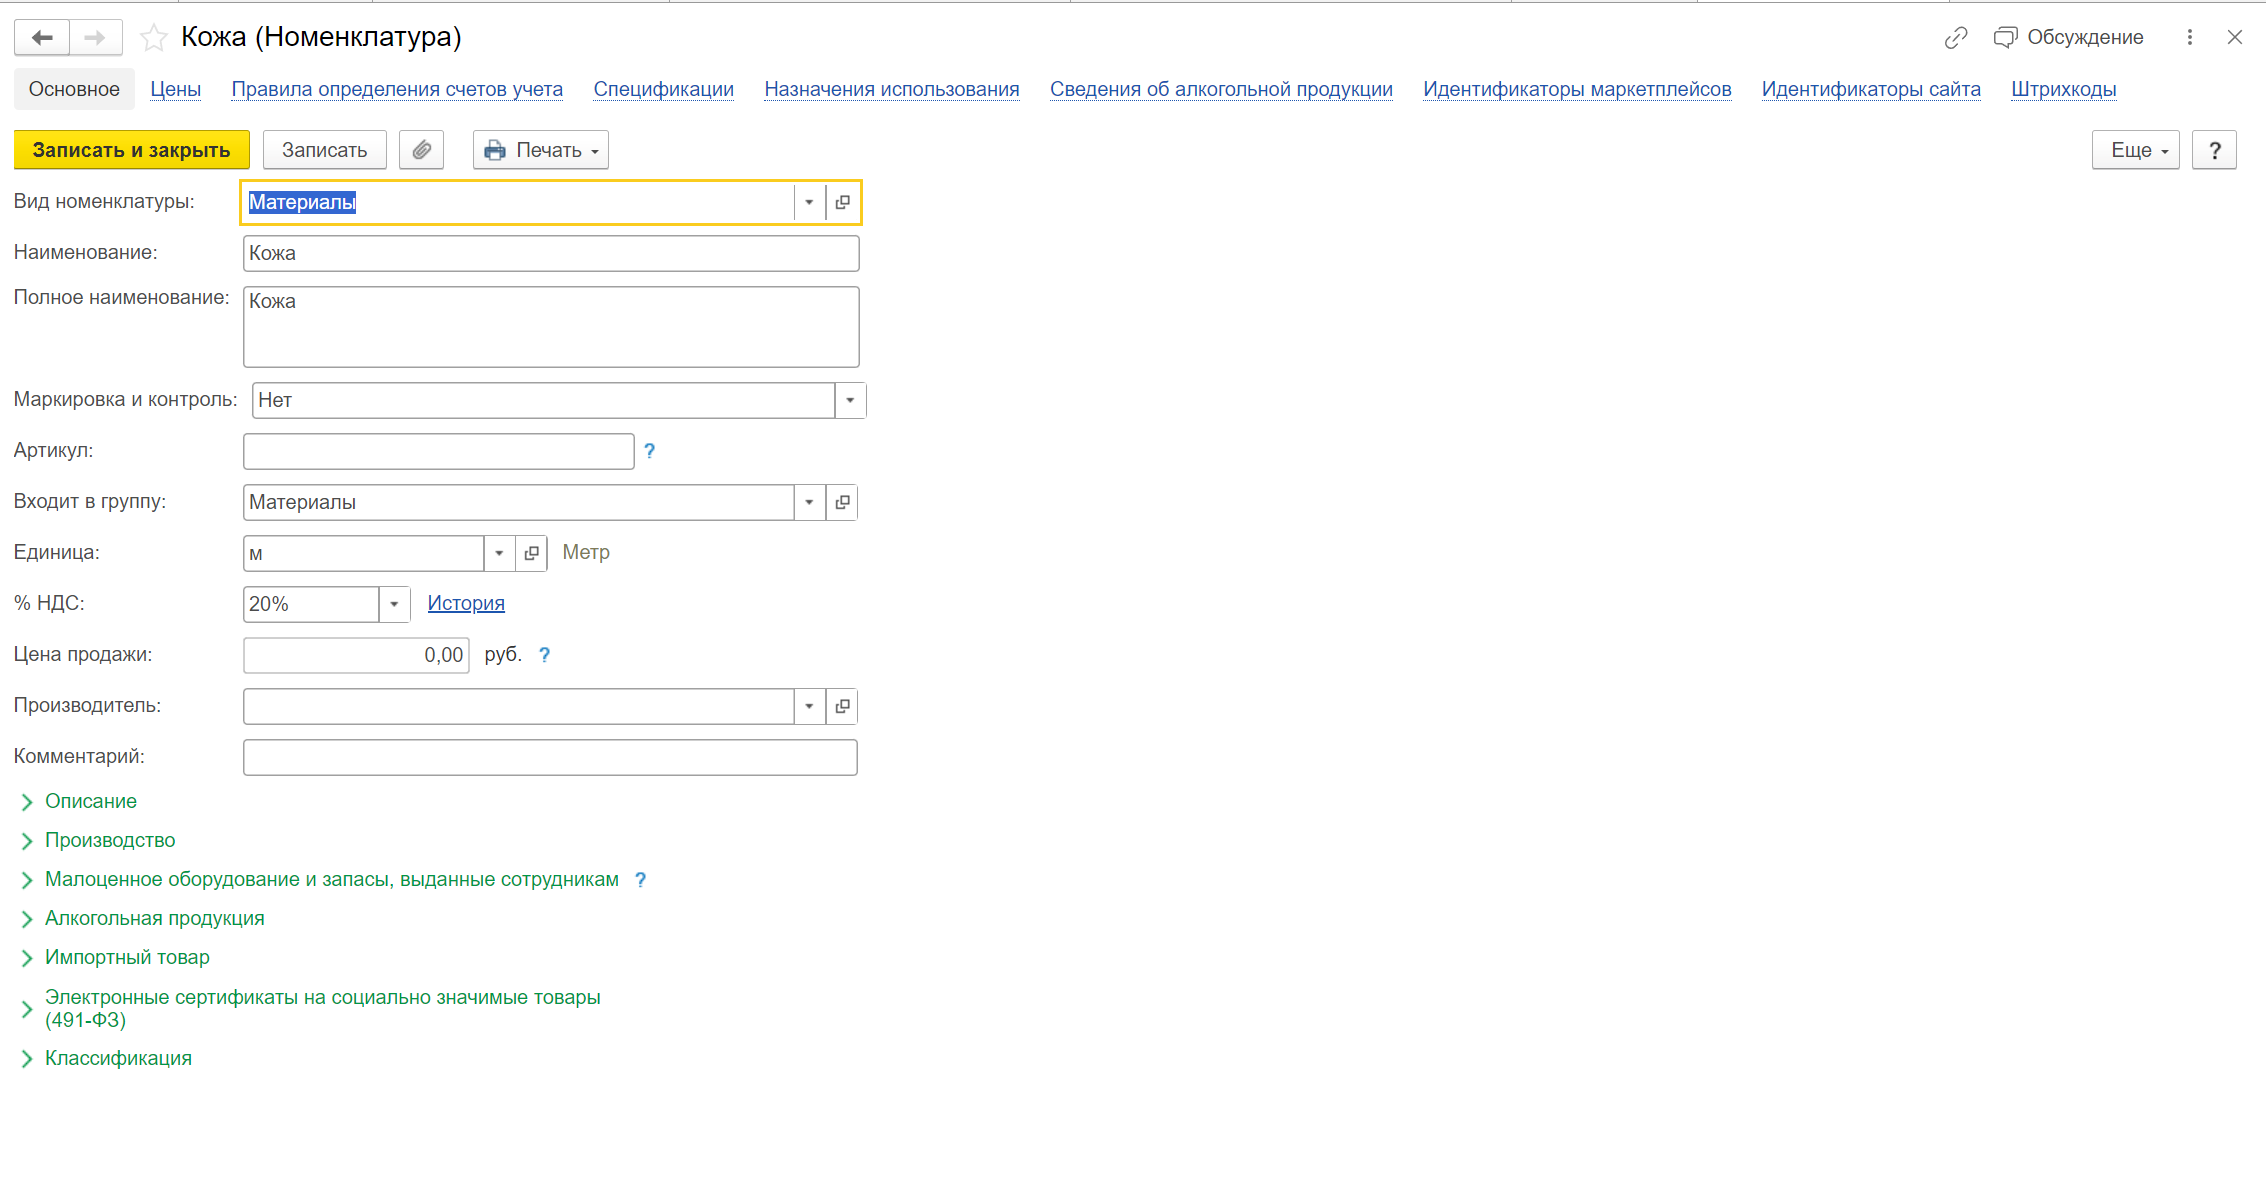 Кожа (Номенклатура)
Обсуждение
Основное Цены Правила определения счетов учета Спецификации Назначения использования Сведения об алкогольной продукции Идентификаторы маркетплейсов Идентификаторы сайта Штрихкоды
Записать и закрыть Записать Печать Еще ?
Вид номенклатуры: Материалы
Наименование: Кожа
Полное наименование: Кожа
Маркировка и контроль: Нет
Артикул: ?
Входит в группу: Материалы
Единица: м Метр
% НДС: 20% История
Цена продажи: 0,00 руб. ?
Производитель:
Комментарий:
Описание
Производство
Малоценное оборудование и запасы, выданные сотрудникам ?
Алкогольная продукция
Импортный товар
Электронные сертификаты на социально значимые товары
(491-ФЗ)
Классификация